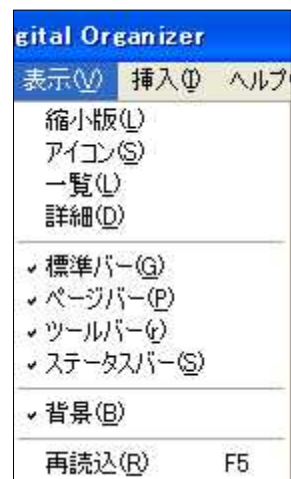 gital Organizer
表示(V) 挿入(I) ヘルプ(
縮小版(L)
アイコン(S)
一覧(L)
詳細(D)
✓標準バー(G)
✓ページバー(P)
✓ツールバー(r)
✓ステータスバー(S)
✓背景(B)
再読込(R) F5